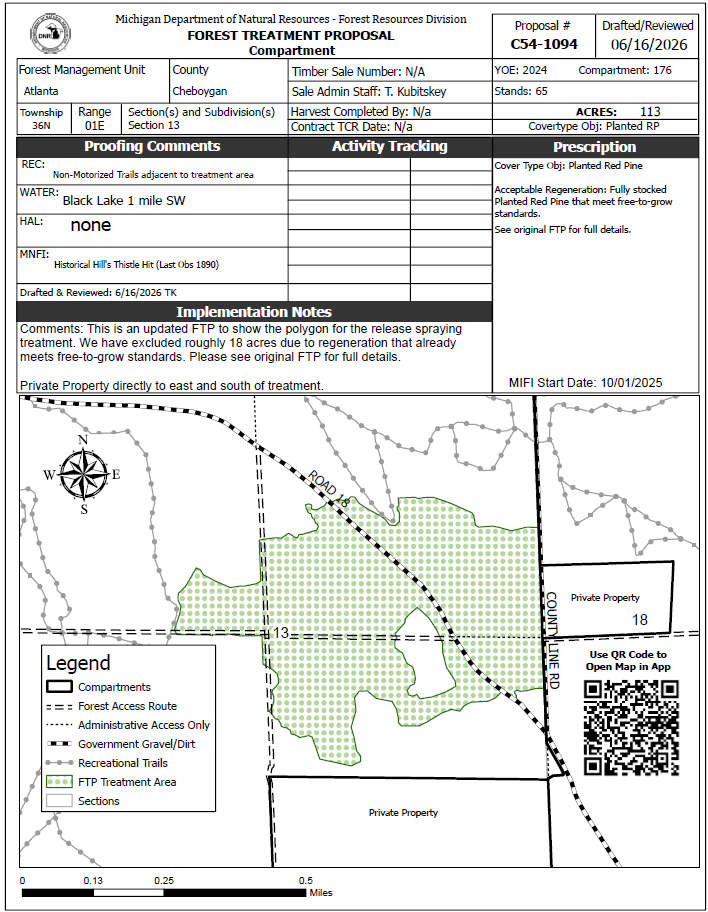 Michigan Department of Natural Resources - Forest Resources Division
FOREST TREATMENT PROPOSAL
Compartment
DNR
Proposal #
C54-1094
Drafted/Reviewed
06/16/2026
Forest Management Unit
Atlanta
County
Cheboygan
Timber Sale Number: N/A
Sale Admin Staff: T. Kubitskey
YOE: 2024 Compartment: 176
Stands: 65
Township
36N
Range
01E
Section(s) and Subdivision(s)
Section 13
Harvest Completed By: N/a
Contract TCR Date: N/a
ACRES: 113
Covertype Obj: Planted RP
Proofing Comments
Activity Tracking
Prescription
REC:
Non-Motorized Trails adjacent to treatment area
WATER:
Black Lake 1 mile SW
HAL:
none
MNFI:
Historical Hill's Thistle Hit (Last Obs 1890)
Drafted & Reviewed: 6/16/2026 TK
Cover Type Obj: Planted Red Pine
Acceptable Regeneration: Fully stocked
Planted Red Pine that meet free-to-grow
standards.
See original FTP for full details.
Implementation Notes
Comments: This is an updated FTP to show the polygon for the release spraying
treatment. We have excluded roughly 18 acres due to regeneration that already
meets free-to-grow standards. Please see original FTP for full details.
Private Property directly to east and south of treatment.
MIFI Start Date: 10/01/2025
N
W E
S
ROAD 18
13
COUNTY LINE RD
Private Property
18
Use QR Code to
Open Map in App
Legend
Compartments
Forest Access Route
Administrative Access Only
Government Gravel/Dirt
Recreational Trails
FTP Treatment Area
Sections
Private Property
0 0.13 0.25 0.5
Miles